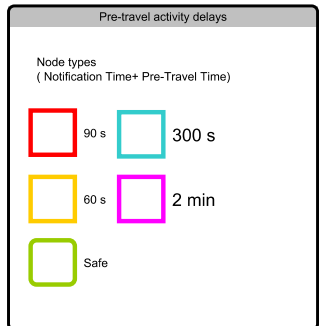 Pre-travel activity delays
Node types
( Notification Time+ Pre-Travel Time)
90 s
300 s
60 s
2 min
Safe